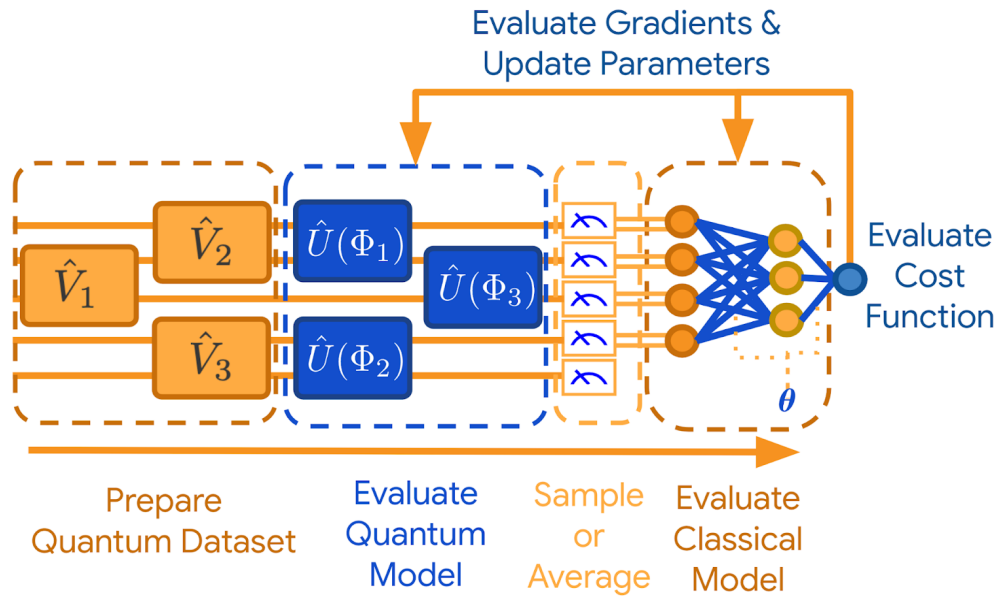 Evaluate Gradients &
Update Parameters
V̂₂
Û(Φ₁)
V̂₁
Û(Φ₃)
V̂₃
Û(Φ₂)
Evaluate
Cost
Function
θ
Prepare
Quantum Dataset
Evaluate
Quantum
Model
Sample
or
Average
Evaluate
Classical
Model